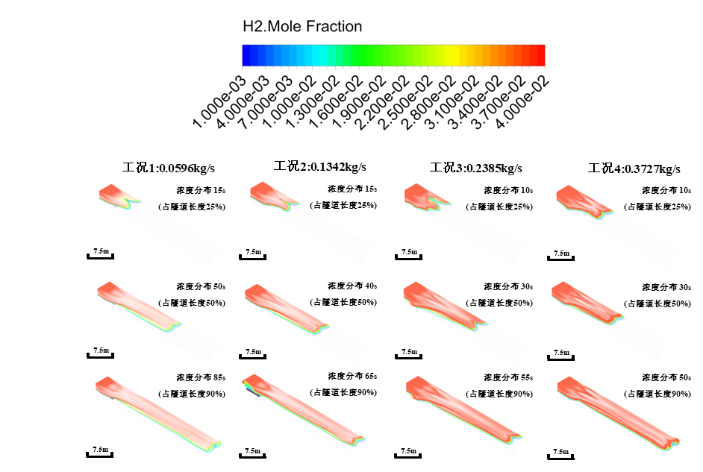 H2.Mole Fraction
1.000e-03
4.000e-03
7.000e-03
1.000e-02
1.300e-02
1.600e-02
1.900e-02
2.200e-02
2.500e-02
2.800e-02
3.100e-02
3.400e-02
3.700e-02
4.000e-02
工况1:0.0596kg/s 工况2:0.1342kg/s 工况3:0.2385kg/s 工况4:0.3727kg/s
浓度分布15s 浓度分布15s 浓度分布10s 浓度分布10s
(占隧道长度25%) (占隧道长度25%) (占隧道长度25%) (占隧道长度25%)
7.5m 7.5m 7.5m 7.5m
浓度分布50s 浓度分布40s 浓度分布30s 浓度分布30s
(占隧道长度50%) (占隧道长度50%) (占隧道长度50%) (占隧道长度50%)
7.5m 7.5m 7.5m 7.5m
浓度分布85s 浓度分布65s 浓度分布55s 浓度分布50s
(占隧道长度90%) (占隧道长度90%) (占隧道长度90%) (占隧道长度90%)
7.5m 7.5m 7.5m 7.5m